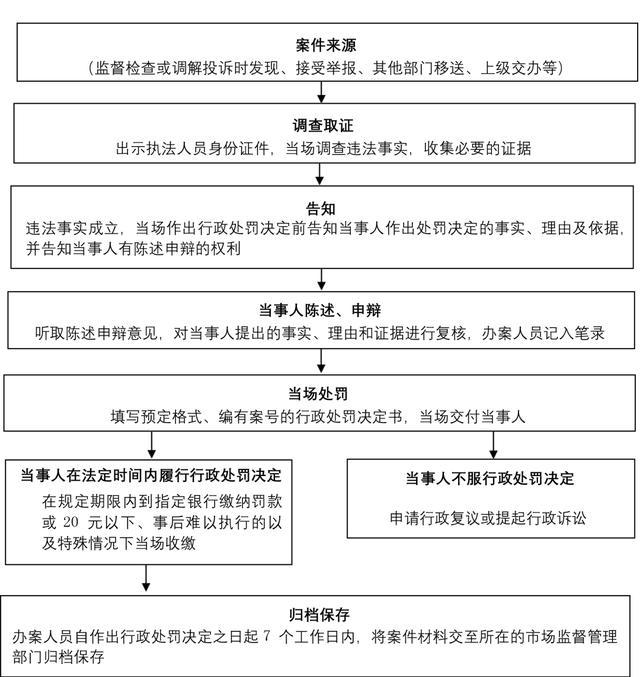 案件来源
（监督检查或调解投诉时发现、接受举报、其他部门移送、上级交办等）
调查取证
出示执法人员身份证件，当场调查违法事实，收集必要的证据
告知
违法事实成立，当场作出行政处罚决定前告知当事人作出处罚决定的事实、理由及依据，
并告知当事人有陈述申辩的权利
当事人陈述、申辩
听取陈述申辩意见，对当事人提出的事实、理由和证据进行复核，办案人员记入笔录
当场处罚
填写预定格式、编有案号的行政处罚决定书，当场交付当事人
当事人在法定时间内履行行政处罚决定
在规定期限内到指定银行缴纳罚款
或 20 元以下、事后难以执行的以
及特殊情况下当场收缴
当事人不服行政处罚决定
申请行政复议或提起行政诉讼
归档保存
办案人员自作出行政处罚决定之日起 7 个工作日内，将案件材料交至所在的市场监督管理
部门归档保存